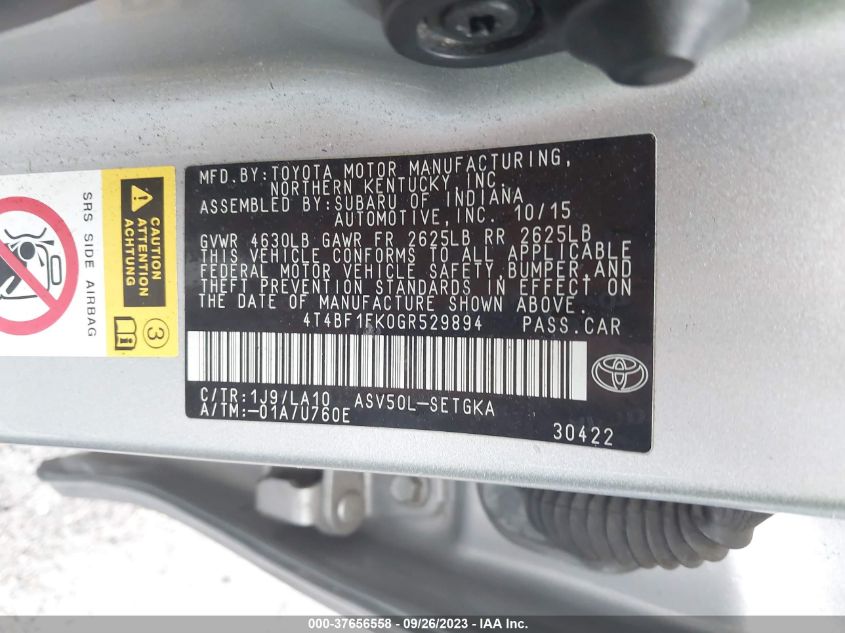 MFD.BY:TOYOTA MOTOR MANUFACTURING,
NORTHERN KENTUCKY INC.
ASSEMBLED BY:SUBARU OF INDIANA
AUTOMOTIVE,INC. 10/15
GVWR 4630LB GAWR FR 2625LB RR 2625LB
THIS VEHICLE CONFORMS TO ALL APPLICABLE
FEDERAL MOTOR VEHICLE SAFETY,BUMPER,AND
THEFT PREVENTION STANDARDS IN EFFECT ON
THE DATE OF MANUFACTURE SHOWN ABOVE.
4T4BF1FK0GR529894 PASS.CAR
C/TR:1J9/LA10 ASV50L-SETGKA
A/TM:-01A/U760E
30422
SRS SIDE AIRBAG
CAUTION
ATTENTION
ACHTUNG
3
000-37656558 - 09/26/2023 - IAA Inc.